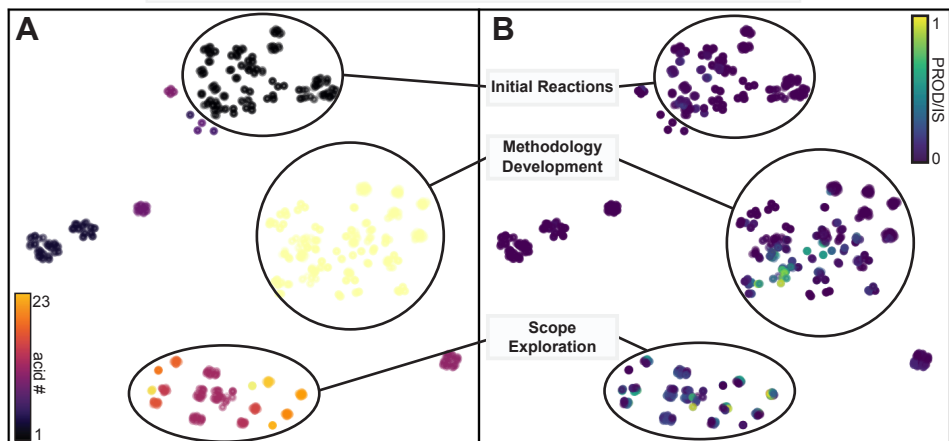 A
B
Initial Reactions
1
PROD/IS
0
Methodology
Development
23
acid #
1
Scope
Exploration